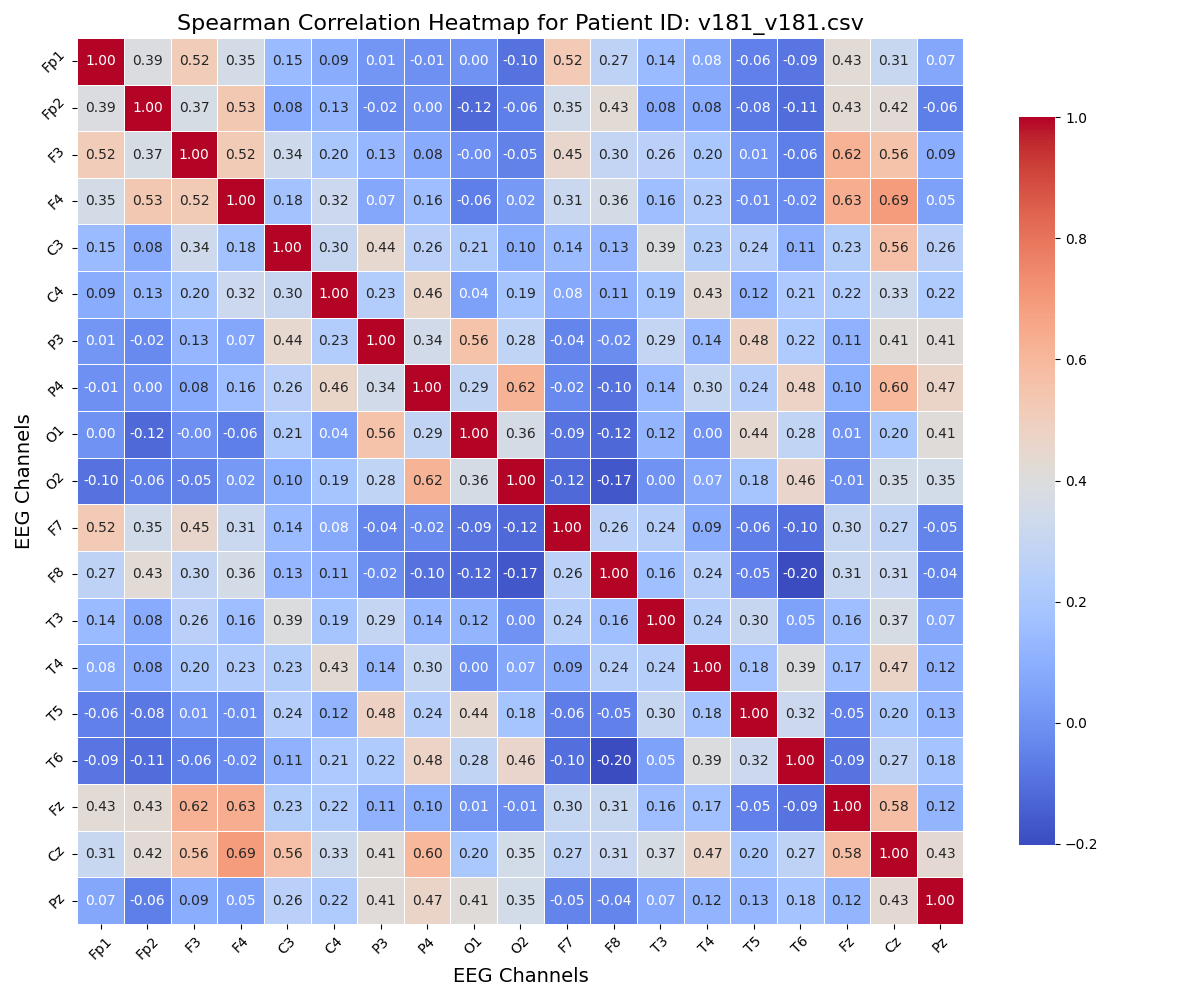 Spearman Correlation Heatmap for Patient ID: v181_v181.csv
Fp1 1.00 0.39 0.52 0.35 0.15 0.09 0.01 -0.01 0.00 -0.10 0.52 0.27 0.14 0.08 -0.06 -0.09 0.43 0.31 0.07
Fp2 0.39 1.00 0.37 0.53 0.08 0.13 -0.02 0.00 -0.12 -0.06 0.35 0.43 0.08 0.08 -0.08 -0.11 0.43 0.42 -0.06
F3 0.52 0.37 1.00 0.52 0.34 0.20 0.13 0.08 -0.00 -0.05 0.45 0.30 0.26 0.20 0.01 -0.06 0.62 0.56 0.09
F4 0.35 0.53 0.52 1.00 0.18 0.32 0.07 0.16 -0.06 0.02 0.31 0.36 0.16 0.23 -0.01 -0.02 0.63 0.69 0.05
C3 0.15 0.08 0.34 0.18 1.00 0.30 0.44 0.26 0.21 0.10 0.14 0.13 0.39 0.23 0.24 0.11 0.23 0.56 0.26
C4 0.09 0.13 0.20 0.32 0.30 1.00 0.23 0.46 0.04 0.19 0.08 0.11 0.19 0.43 0.12 0.21 0.22 0.33 0.22
P3 0.01 -0.02 0.13 0.07 0.44 0.23 1.00 0.34 0.56 0.28 -0.04 -0.02 0.29 0.14 0.48 0.22 0.11 0.41 0.41
P4 -0.01 0.00 0.08 0.16 0.26 0.46 0.34 1.00 0.29 0.62 -0.02 -0.10 0.14 0.30 0.24 0.48 0.10 0.60 0.47
O1 0.00 -0.12 -0.00 -0.06 0.21 0.04 0.56 0.29 1.00 0.36 -0.09 -0.12 0.12 0.00 0.44 0.28 0.01 0.20 0.41
O2 -0.10 -0.06 -0.05 0.02 0.10 0.19 0.28 0.62 0.36 1.00 -0.12 -0.17 0.00 0.07 0.18 0.46 -0.01 0.35 0.35
F7 0.52 0.35 0.45 0.31 0.14 0.08 -0.04 -0.02 -0.09 -0.12 1.00 0.26 0.24 0.09 -0.06 -0.10 0.30 0.27 -0.05
F8 0.27 0.43 0.30 0.36 0.13 0.11 -0.02 -0.10 -0.12 -0.17 0.26 1.00 0.16 0.24 -0.05 -0.20 0.31 0.31 -0.04
T3 0.14 0.08 0.26 0.16 0.39 0.19 0.29 0.14 0.12 0.00 0.24 0.16 1.00 0.24 0.30 0.05 0.16 0.37 0.07
T4 0.08 0.08 0.20 0.23 0.23 0.43 0.14 0.30 0.00 0.07 0.09 0.24 0.24 1.00 0.18 0.39 0.17 0.47 0.12
T5 -0.06 -0.08 0.01 -0.01 0.24 0.12 0.48 0.24 0.44 0.18 -0.06 -0.05 0.30 0.18 1.00 0.32 -0.05 0.20 0.13
T6 -0.09 -0.11 -0.06 -0.02 0.11 0.21 0.22 0.48 0.28 0.46 -0.10 -0.20 0.05 0.39 0.32 1.00 -0.09 0.27 0.18
Fz 0.43 0.43 0.62 0.63 0.23 0.22 0.11 0.10 0.01 -0.01 0.30 0.31 0.16 0.17 -0.05 -0.09 1.00 0.58 0.12
Cz 0.31 0.42 0.56 0.69 0.56 0.33 0.41 0.60 0.20 0.35 0.27 0.31 0.37 0.47 0.20 0.27 0.58 1.00 0.43
Pz 0.07 -0.06 0.09 0.05 0.26 0.22 0.41 0.47 0.41 0.35 -0.05 -0.04 0.07 0.12 0.13 0.18 0.12 0.43 1.00
Fp1 Fp2 F3 F4 C3 C4 P3 P4 O1 O2 F7 F8 T3 T4 T5 T6 Fz Cz Pz
EEG Channels
EEG Channels
1.0
0.8
0.6
0.4
0.2
0.0
−0.2